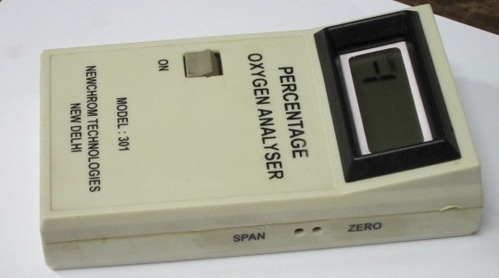 PERCENTAGE
OXYGEN ANALYSER
ON
MODEL : 301
NEWCHROM TECHNOLOGIES
NEW DELHI
SPAN
ZERO